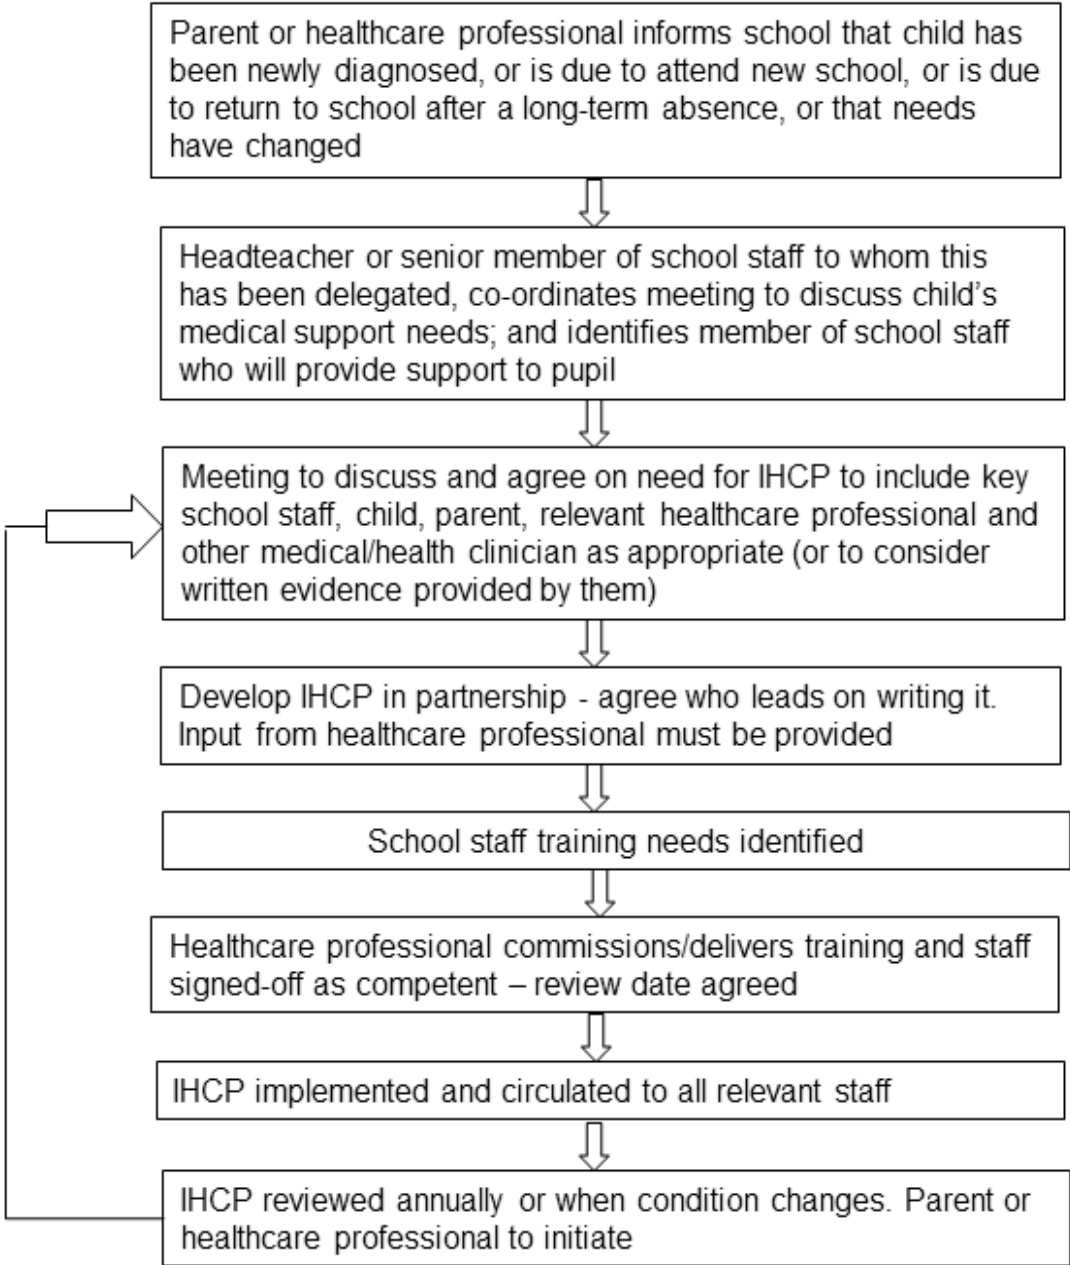 Parent or healthcare professional informs school that child has
been newly diagnosed, or is due to attend new school, or is due
to return to school after a long-term absence, or that needs
have changed
Headteacher or senior member of school staff to whom this
has been delegated, co-ordinates meeting to discuss child's
medical support needs; and identifies member of school staff
who will provide support to pupil
Meeting to discuss and agree on need for IHCP to include key
school staff, child, parent, relevant healthcare professional and
other medical/health clinician as appropriate (or to consider
written evidence provided by them)
Develop IHCP in partnership - agree who leads on writing it.
Input from healthcare professional must be provided
School staff training needs identified
Healthcare professional commissions/delivers training and staff
signed-off as competent – review date agreed
IHCP implemented and circulated to all relevant staff
IHCP reviewed annually or when condition changes. Parent or
healthcare professional to initiate